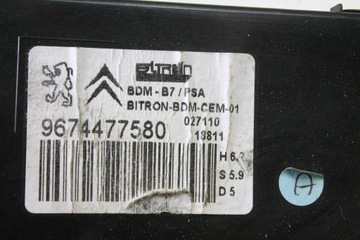 BITRON
BDM - B7 / PSA
BITRON-BDM-CEM-01
9674477580
027110
13811
H 6.2
S 5.9
D 5
A